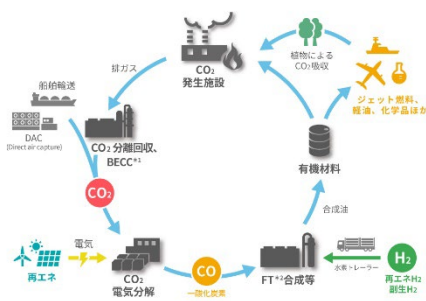 CO₂
発生施設
植物による
CO₂吸収
ジェット燃料、
軽油、化学品ほか
排ガス
船舶輸送
DAC
(Direct air capture)
CO₂分離回収、
BECC*¹
CO₂
有機材料
合成油
電気
再エネ
CO₂
電気分解
CO
一酸化炭素
FT*²合成等
水素トレーラー
H₂
再エネH₂
副生H₂